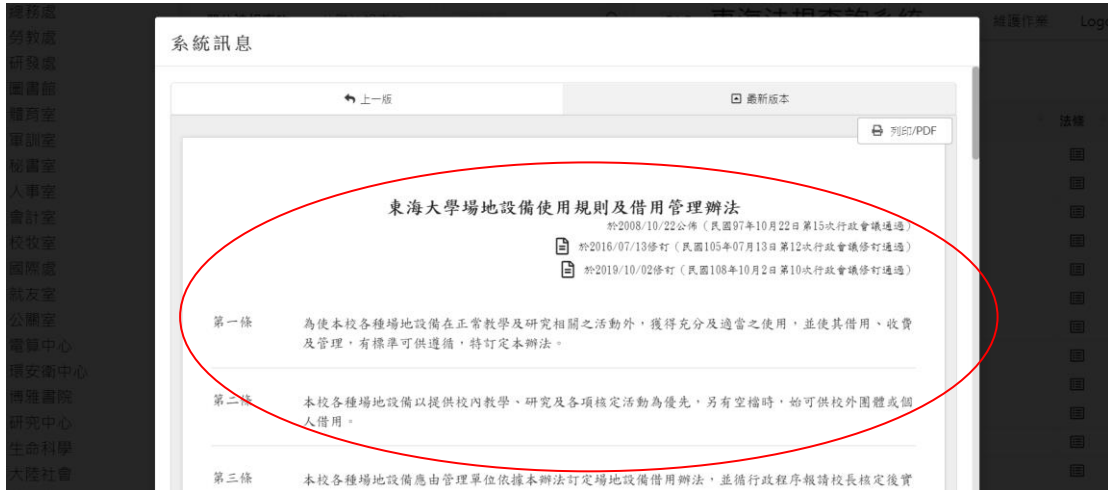 總務處
勞教處
研發處
圖書館
體育室
軍訓室
秘書室
人事室
會計室
校牧室
國際處
就友室
公關室
電算中心
環安衛中心
博雅書院
研究中心
生命科學
大陸社會
東海法規查詢系統
維護作業
Logo
法條
系統訊息
上一版
最新版本
列印/PDF
東海大學場地設備使用規則及借用管理辦法
於2008/10/22公佈（民國97年10月22日第15次行政會議通過）
於2016/07/13修訂（民國105年07月13日第12次行政會議修訂通過）
於2019/10/02修訂（民國108年10月2日第10次行政會議修訂通過）
第一條 為使本校各種場地設備在正常教學及研究相關之活動外，獲得充分及適當之使用，並使其借用、收費
及管理，有標準可供遵循，特訂定本辦法。
第二條 本校各種場地設備以提供校內教學、研究及各項核定活動為優先，另有空檔時，始可供校外團體或個
人借用。
第三條 本校各種場地設備應由管理單位依據本辦法訂定場地設備借用辦法，並循行政程序報請校長核定後實